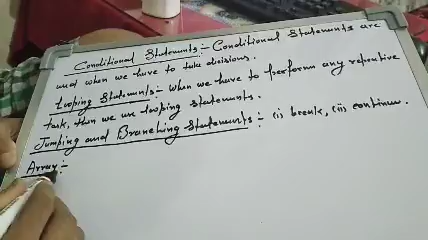 Conditional Statements :- Conditional Statements are
used when we have to take decisions.
Looping Statements :- when we have to perform any repeative
task, then we use looping statements.
Jumping and Branching Statements :- (i) break, (ii) continue.
Array :-